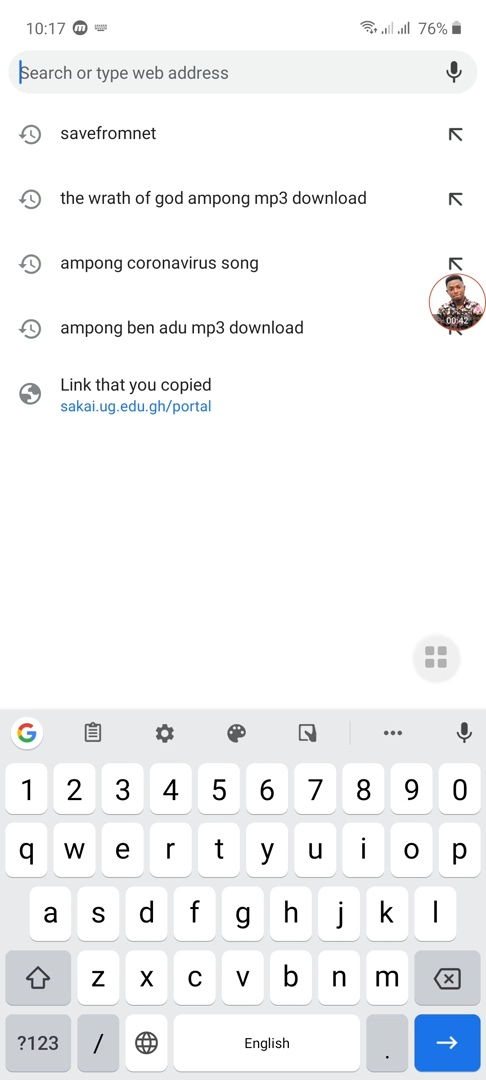 10:17 m 76%
Search or type web address
savefromnet
the wrath of god ampong mp3 download
ampong coronavirus song
00:42
ampong ben adu mp3 download
Link that you copied
sakai.ug.edu.gh/portal
G
1 2 3 4 5 6 7 8 9 0
q w e r t y u i o p
a s d f g h j k l
z x c v b n m
?123 / English .